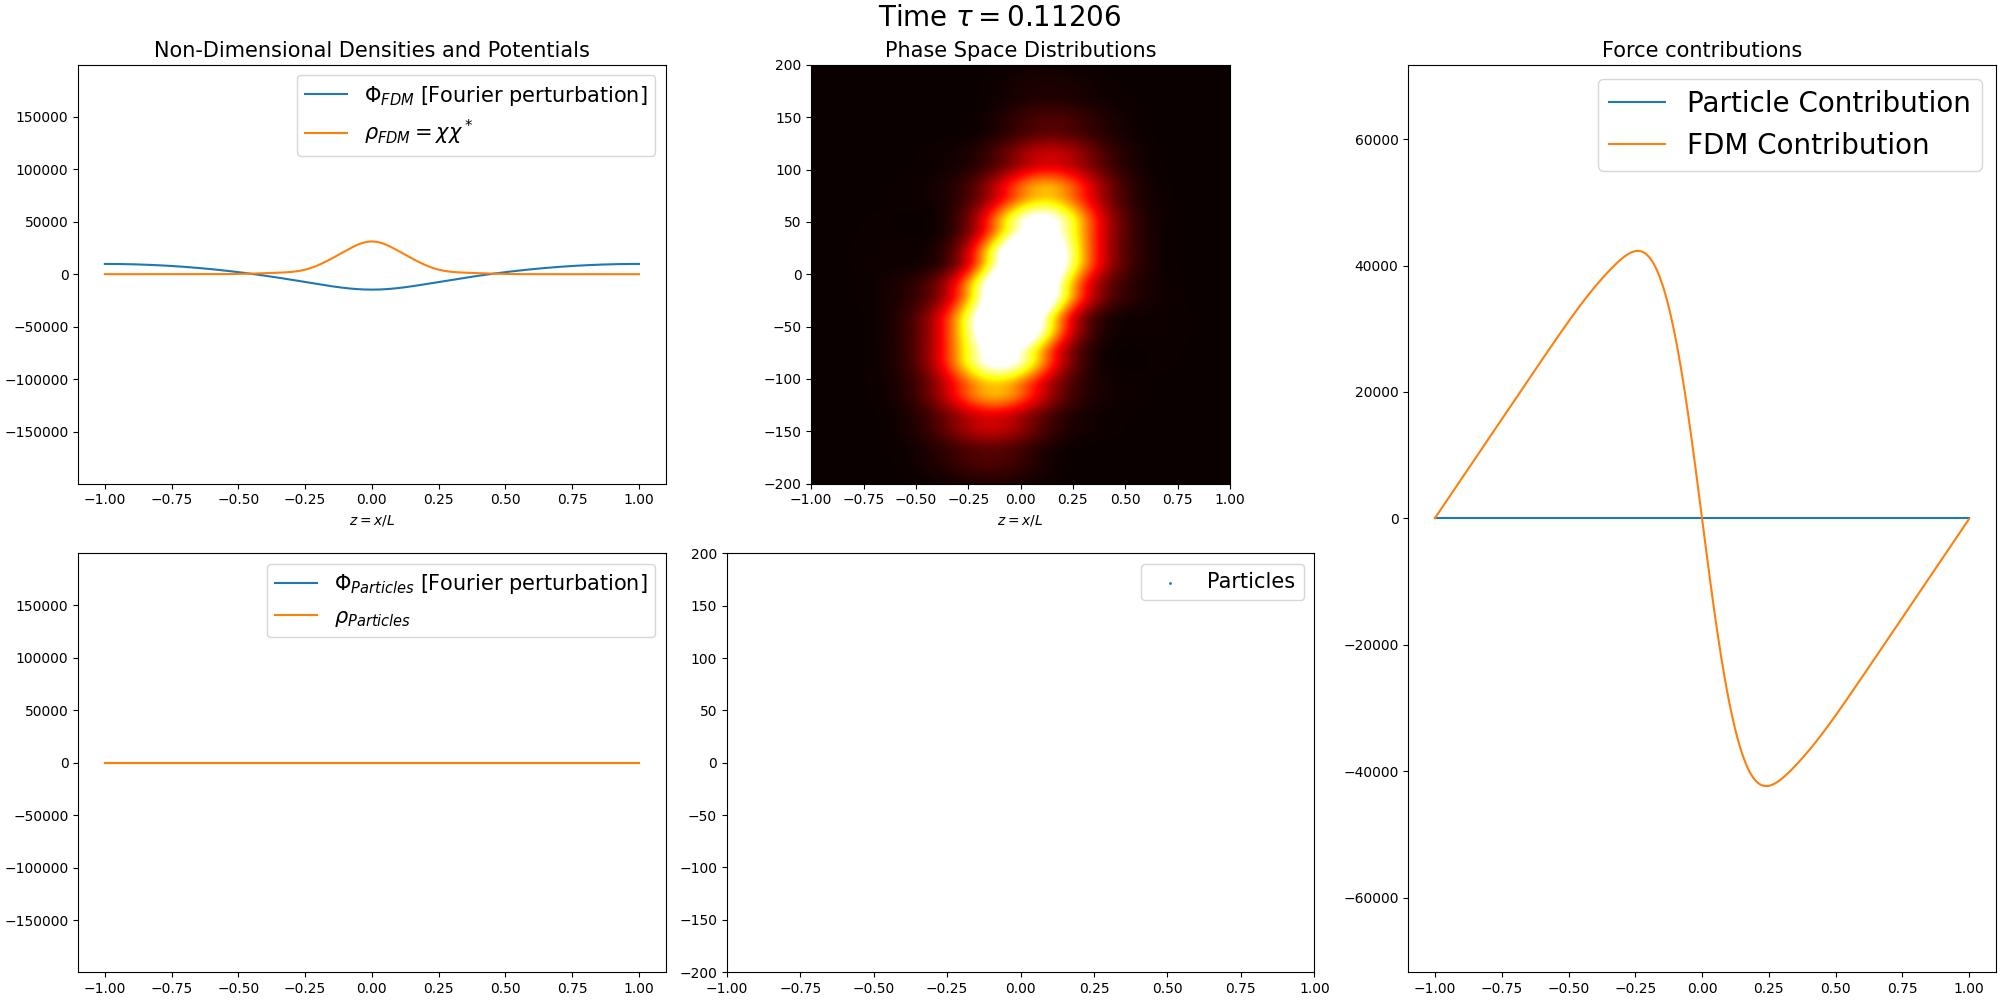 Time τ = 0.11206
Non-Dimensional Densities and Potentials
Φ_FDM [Fourier perturbation]
ρ_FDM = χχ*
150000
100000
50000
0
−50000
−100000
−150000
−1.00 −0.75 −0.50 −0.25 0.00 0.25 0.50 0.75 1.00
z = x/L
Phase Space Distributions
200
150
100
50
0
−50
−100
−150
−200
−1.00 −0.75 −0.50 −0.25 0.00 0.25 0.50 0.75 1.00
z = x/L
Force contributions
Particle Contribution
FDM Contribution
60000
40000
20000
0
−20000
−40000
−60000
−1.00 −0.75 −0.50 −0.25 0.00 0.25 0.50 0.75 1.00
Φ_Particles [Fourier perturbation]
ρ_Particles
150000
100000
50000
0
−50000
−100000
−150000
−1.00 −0.75 −0.50 −0.25 0.00 0.25 0.50 0.75 1.00
Particles
200
150
100
50
0
−50
−100
−150
−200
−1.00 −0.75 −0.50 −0.25 0.00 0.25 0.50 0.75 1.00